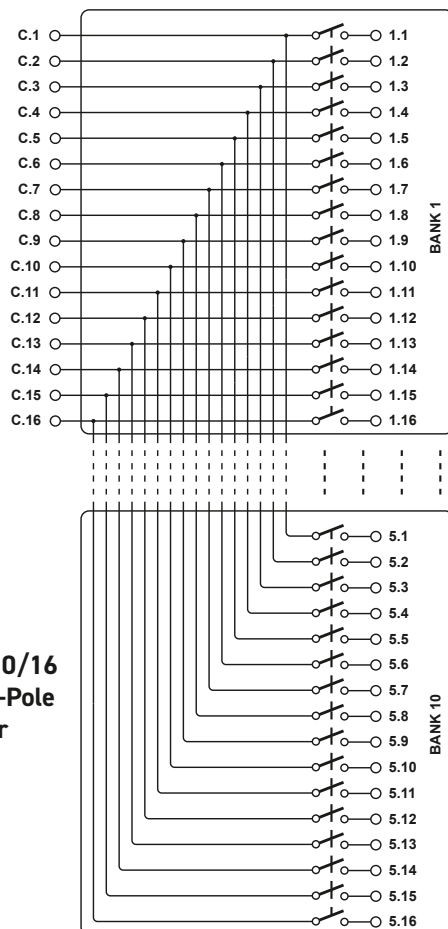 C.1 1.1
C.2 1.2
C.3 1.3
C.4 1.4
C.5 1.5
C.6 1.6
C.7 1.7
C.8 1.8
C.9 1.9
C.10 1.10
C.11 1.11
C.12 1.12
C.13 1.13
C.14 1.14
C.15 1.15
C.16 1.16
BANK 1
5.1
5.2
5.3
5.4
5.5
0/16
5.6
-Pole
5.7
r
5.8
5.9
5.10
5.11
5.12
5.13
5.14
5.15
5.16
BANK 10